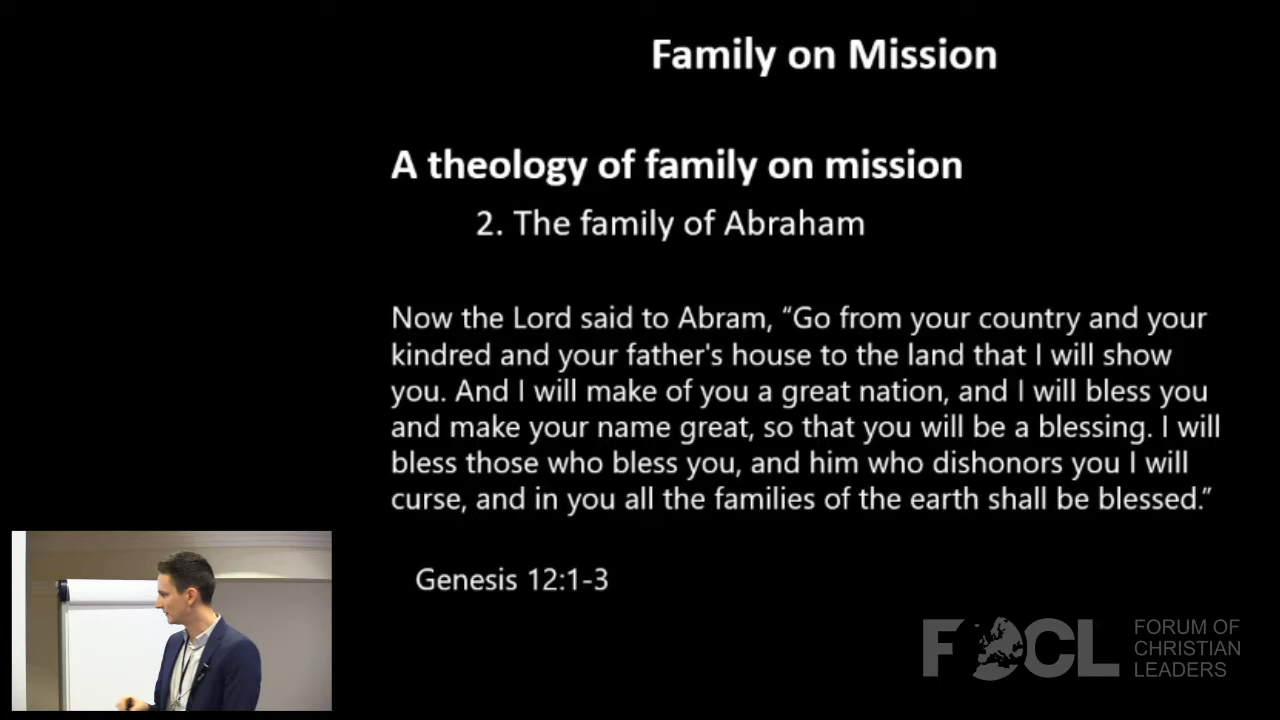 Family on Mission
A theology of family on mission
2. The family of Abraham
Now the Lord said to Abram, “Go from your country and your
kindred and your father's house to the land that I will show
you. And I will make of you a great nation, and I will bless you
and make your name great, so that you will be a blessing. I will
bless those who bless you, and him who dishonors you I will
curse, and in you all the families of the earth shall be blessed.”
Genesis 12:1-3
FOCL
FORUM OF
CHRISTIAN
LEADERS